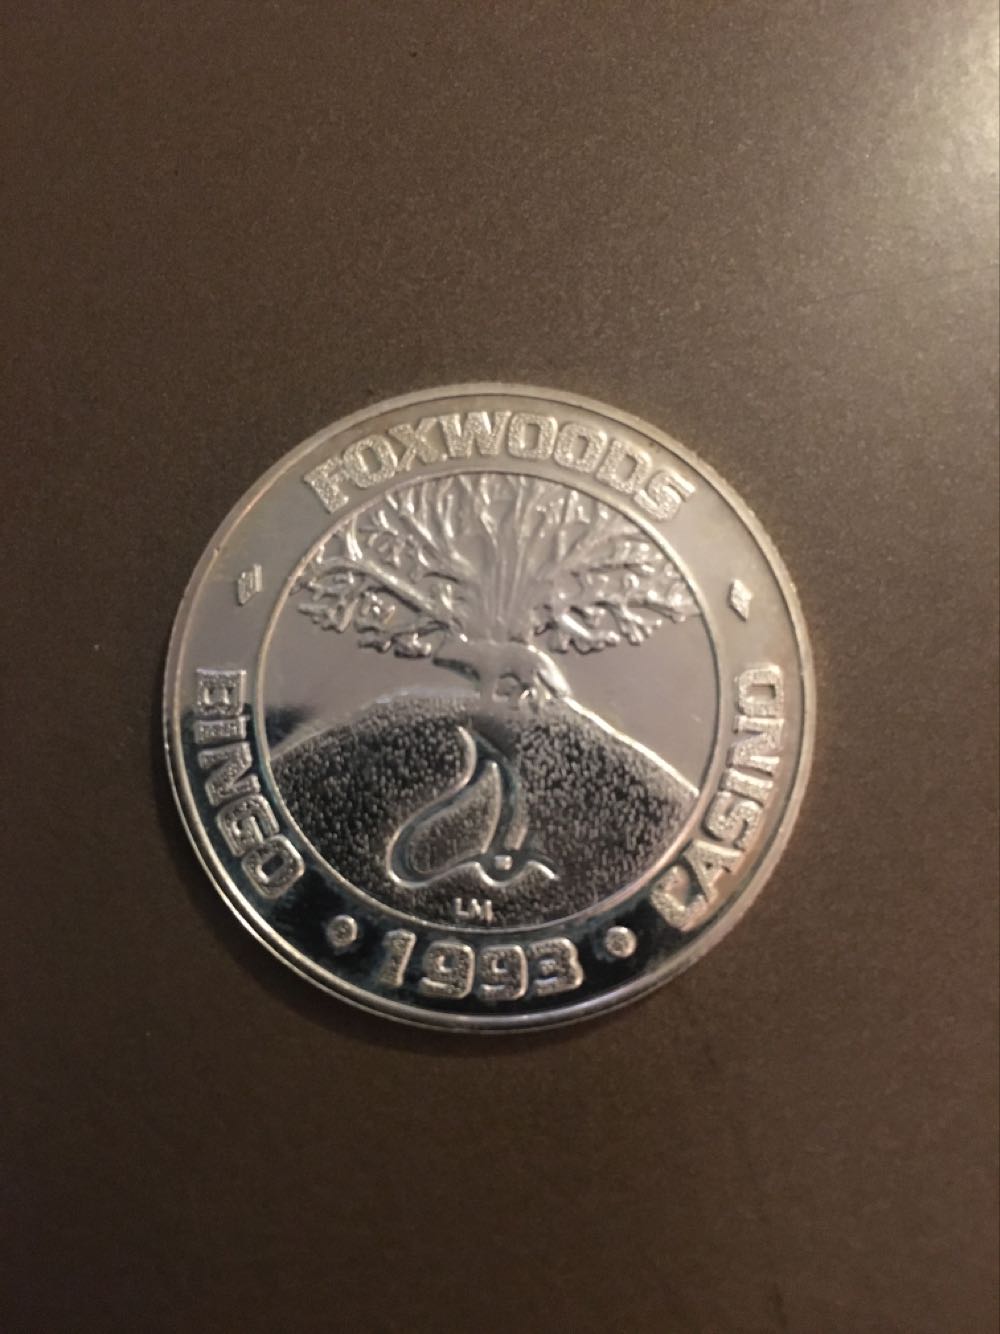 FOXWOODS
BINGO
CASINO
LM
• 1993 •